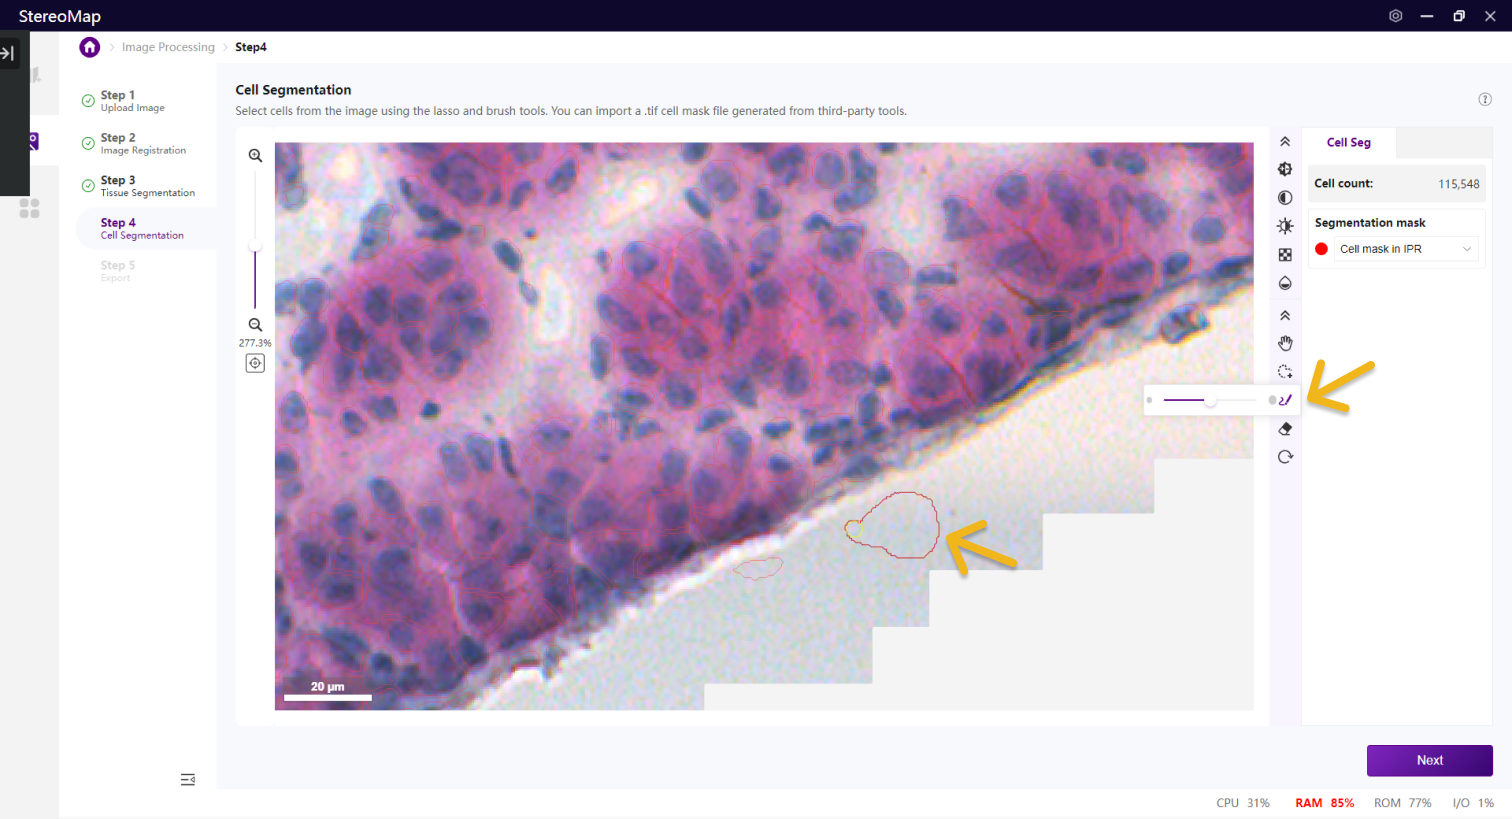 StereoMap
Image Processing
Step4
Step 1
Upload Image
Step 2
Image Registration
Step 3
Tissue Segmentation
Step 4
Cell Segmentation
Step 5
Export
Cell Segmentation
Select cells from the image using the lasso and brush tools. You can import a .tif cell mask file generated from third-party tools.
277.3%
20 μm
Cell Seg
Cell count: 115,548
Segmentation mask
Cell mask in IPR
Next
CPU 31% RAM 85% ROM 77% I/O 1%